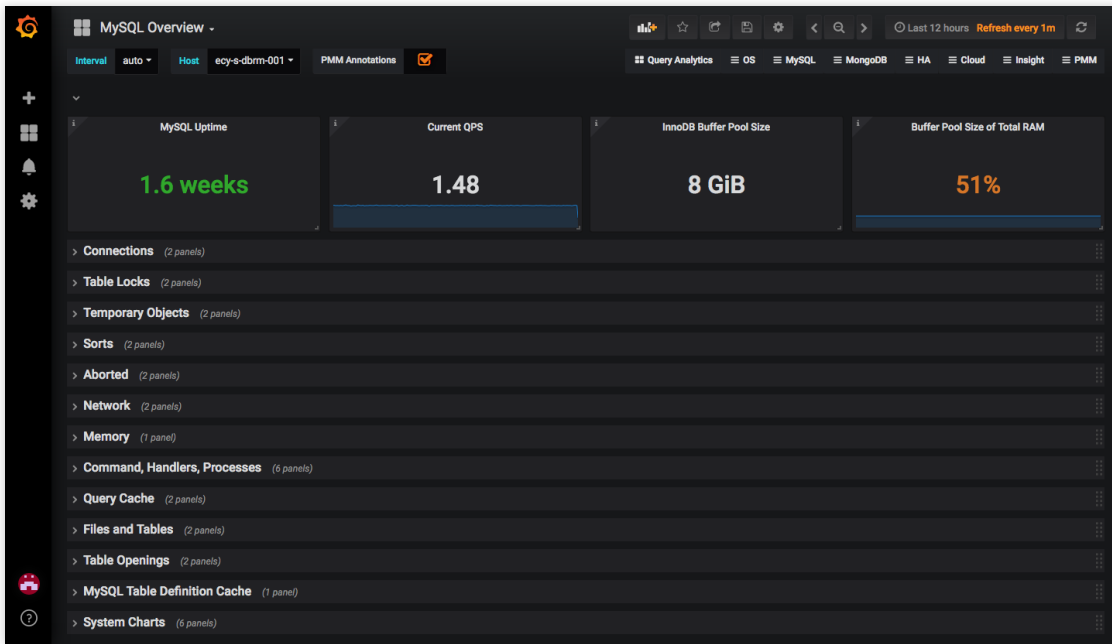 MySQL Overview
Last 12 hours Refresh every 1m
Interval auto Host ecy-s-dbrm-001 PMM Annotations
Query Analytics OS MySQL MongoDB HA Cloud Insight PMM
MySQL Uptime
1.6 weeks
Current QPS
1.48
InnoDB Buffer Pool Size
8 GiB
Buffer Pool Size of Total RAM
51%
Connections (2 panels)
Table Locks (2 panels)
Temporary Objects (2 panels)
Sorts (2 panels)
Aborted (2 panels)
Network (2 panels)
Memory (1 panel)
Command, Handlers, Processes (6 panels)
Query Cache (2 panels)
Files and Tables (2 panels)
Table Openings (2 panels)
MySQL Table Definition Cache (1 panel)
System Charts (6 panels)